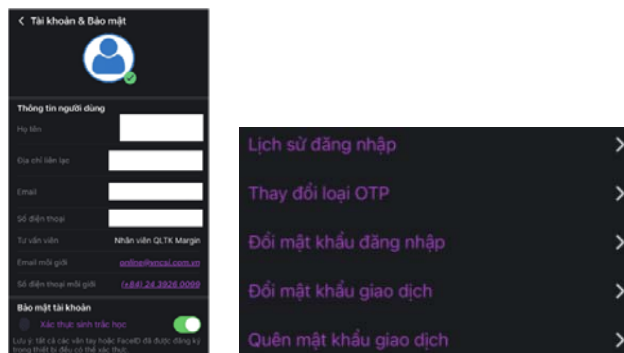 Tài khoản & Bảo mật
Thông tin người dùng
Họ tên
Địa chỉ liên lạc
Email
Số điện thoại
Tư vấn viên Nhân viên QLTK Margin
Email môi giới online@vncsi.com.vn
Số điện thoại môi giới (+84) 24 3926 0099
Bảo mật tài khoản
Xác thực sinh trắc học
Lưu ý: tất cả các vân tay hoặc FaceID đã được đăng ký
trong thiết bị đều có thể xác thực
Lịch sử đăng nhập
Thay đổi loại OTP
Đổi mật khẩu đăng nhập
Đổi mật khẩu giao dịch
Quên mật khẩu giao dịch